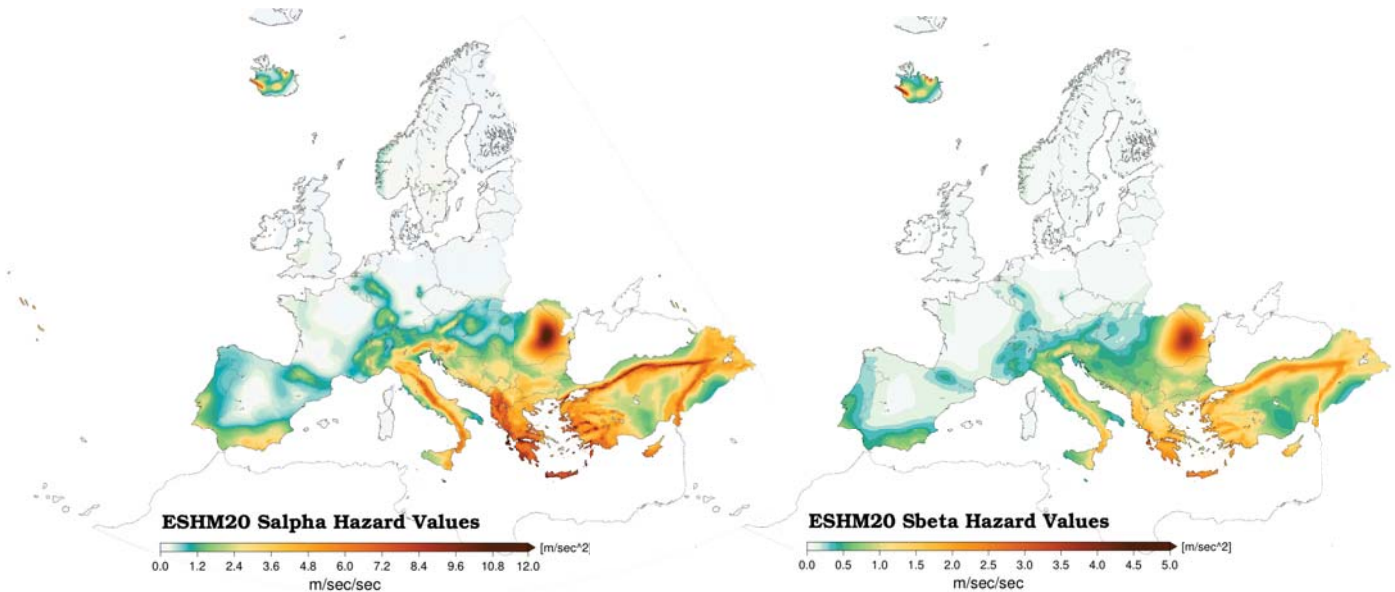 ESHM20 Salpha Hazard Values
[m/sec^2]
0.0 1.2 2.4 3.6 4.8 6.0 7.2 8.4 9.6 10.8 12.0
m/sec/sec
ESHM20 Sbeta Hazard Values
[m/sec^2]
0.0 0.5 1.0 1.5 2.0 2.5 3.0 3.5 4.0 4.5 5.0
m/sec/sec